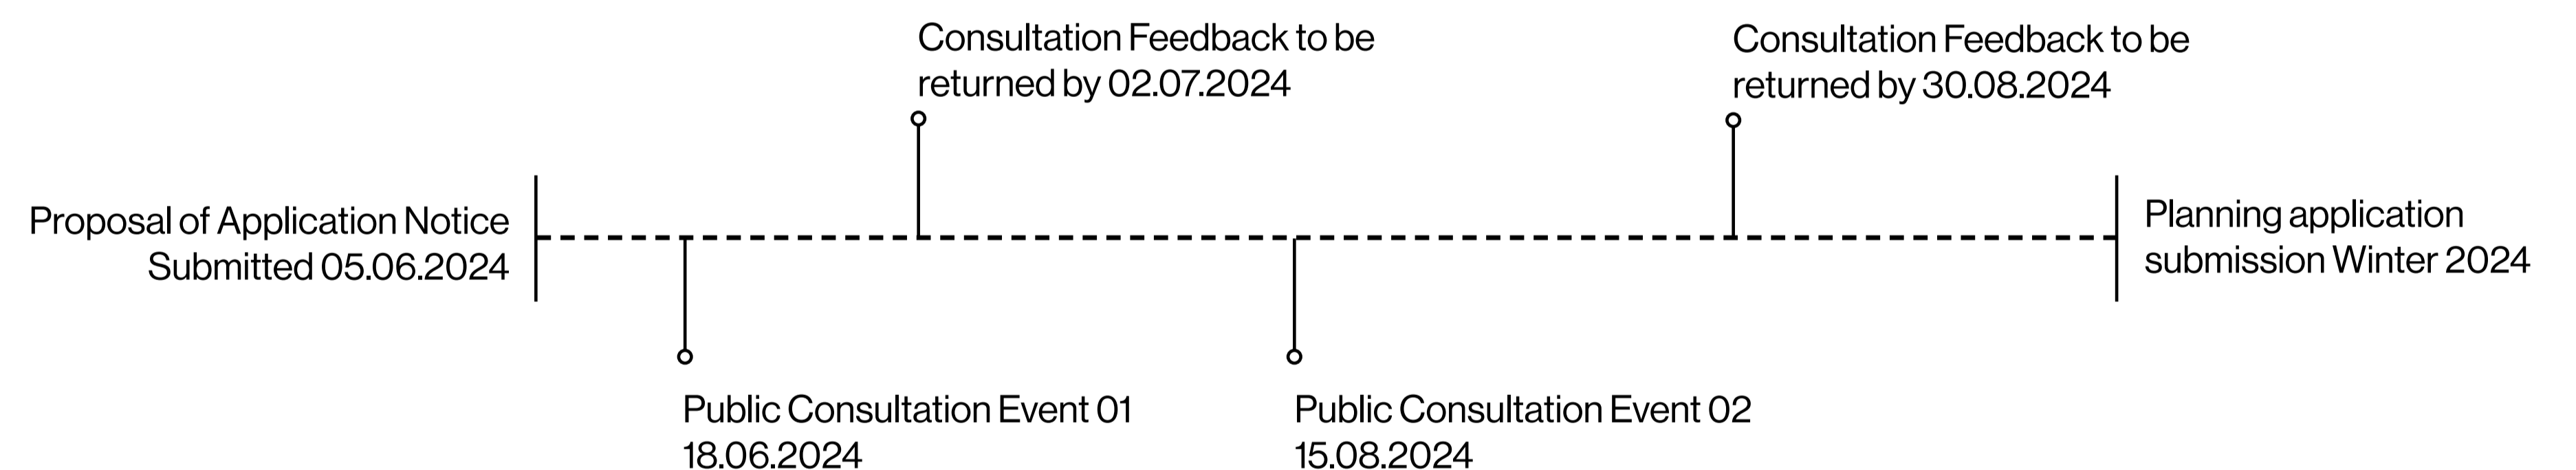 Consultation Feedback to be
returned by 02.07.2024
Consultation Feedback to be
returned by 30.08.2024
Proposal of Application Notice
Submitted 05.06.2024
Planning application
submission Winter 2024
Public Consultation Event 01
18.06.2024
Public Consultation Event 02
15.08.2024